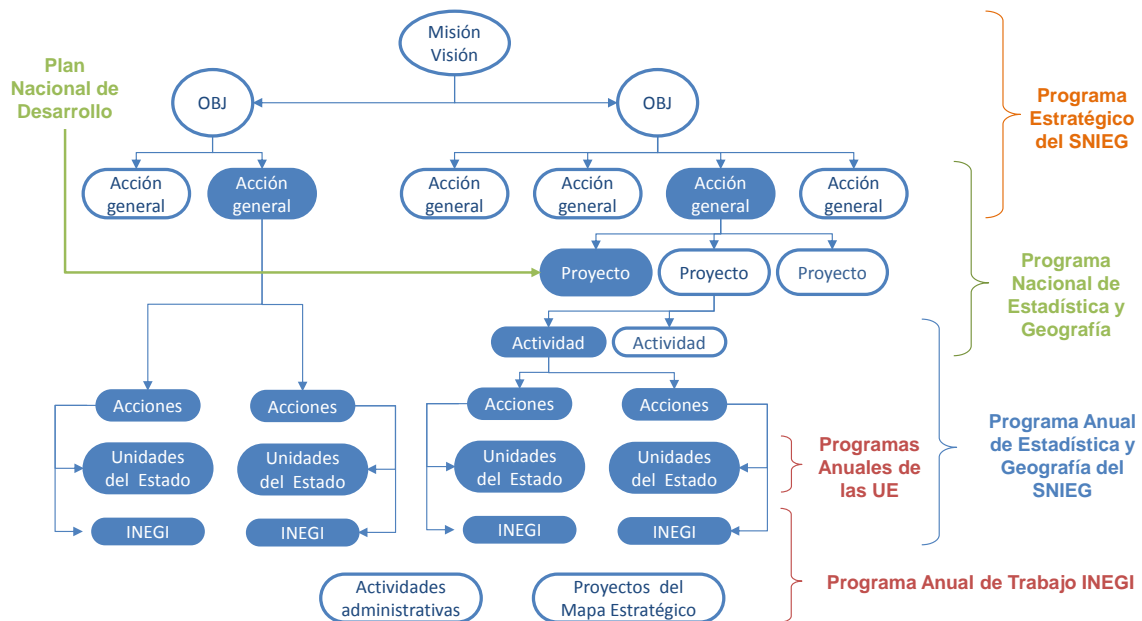 Misión
Visión
Plan
Nacional de
Desarrollo
OBJ
OBJ
Programa
Estratégico
del SNIEG
Acción
general
Acción
general
Acción
general
Acción
general
Acción
general
Acción
general
Proyecto
Proyecto
Proyecto
Programa
Nacional de
Estadística y
Geografía
Actividad
Actividad
Acciones
Acciones
Acciones
Acciones
Unidades
del Estado
Unidades
del Estado
Unidades
del Estado
Unidades
del Estado
Programas
Anuales de
las UE
Programa Anual
de Estadística y
Geografía del
SNIEG
INEGI
INEGI
INEGI
INEGI
Actividades
administrativas
Proyectos del
Mapa Estratégico
Programa Anual de Trabajo INEGI